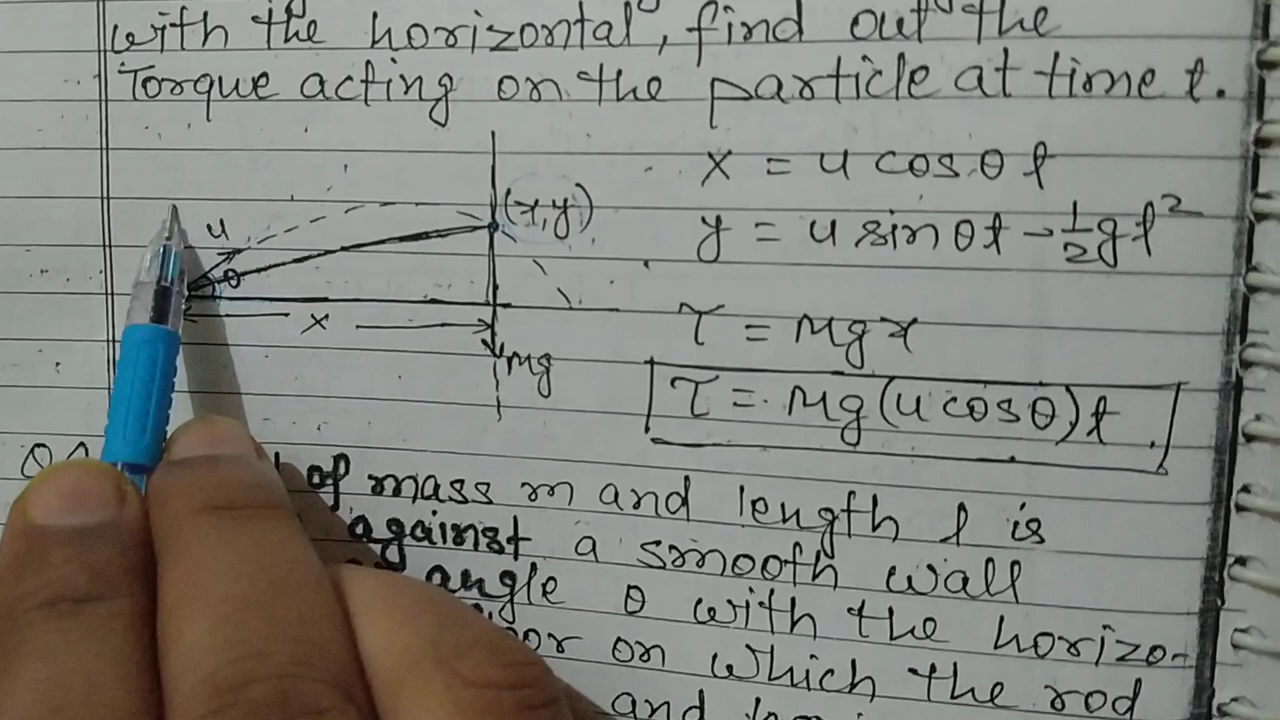 with the horizontal, find out the
Torque acting on the particle at time t.
x = u cos θ t
(x,y)
u
y = u sin θ t - 1/2 g t²
θ
x
τ = Mg x
Mg
τ = Mg(u cos θ) t.
of mass m and length l is
against a smooth wall
angle θ with the horizo-
on which the rod
and